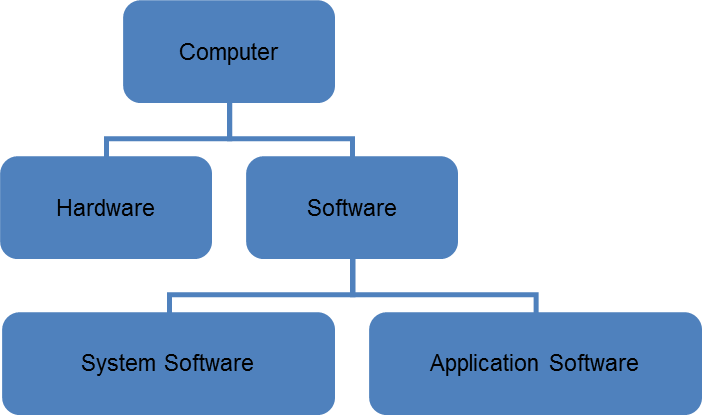 Computer
Hardware
Software
System Software
Application Software